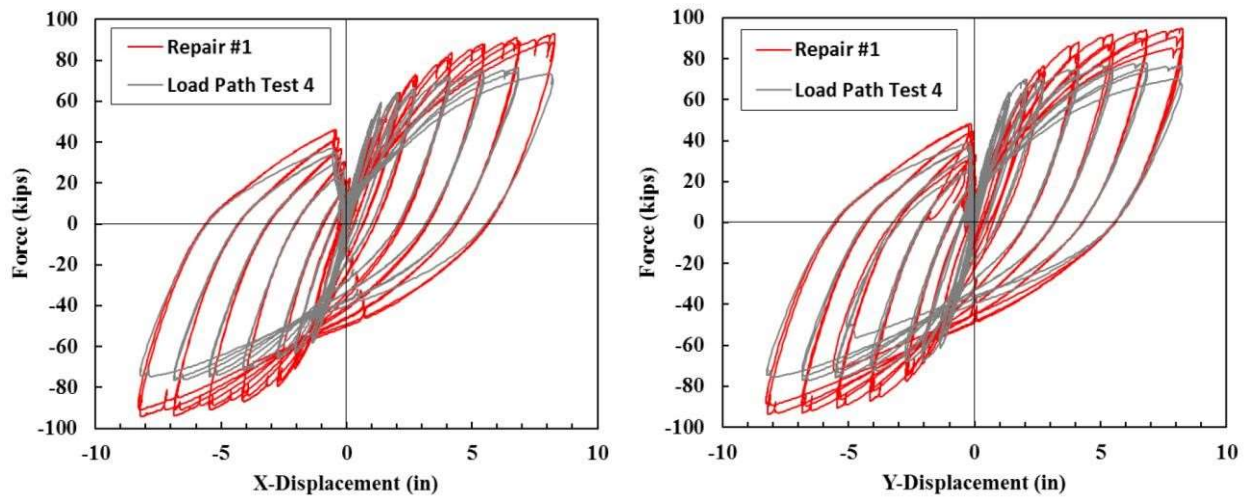 100
80
60
40
20
0
-20
-40
-60
-80
-100
Force (kips)
Repair #1
Load Path Test 4
-10 -5 0 5 10
X-Displacement (in)
100
80
60
40
20
0
-20
-40
-60
-80
-100
Force (kips)
Repair #1
Load Path Test 4
-10 -5 0 5 10
Y-Displacement (in)